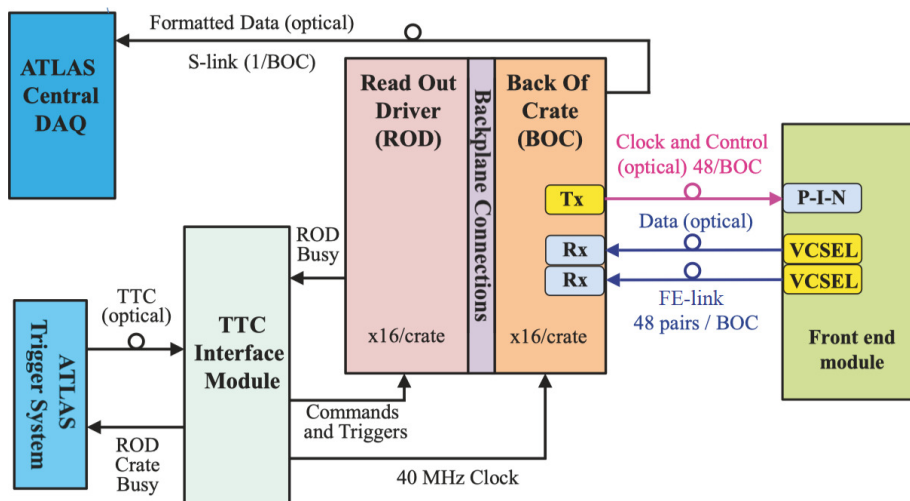 Formatted Data (optical)
S-link (1/BOC)
ATLAS
Central
DAQ
Read Out
Driver
(ROD)
Backplane Connections
Back Of
Crate
(BOC)
Clock and Control
(optical) 48/BOC
Tx
P-I-N
Data (optical)
Rx
VCSEL
Rx
VCSEL
FE-link
48 pairs / BOC
Front end
module
ROD
Busy
x16/crate
x16/crate
TTC
(optical)
TTC
Interface
Module
ATLAS
Trigger System
Commands
and Triggers
ROD
Crate
Busy
40 MHz Clock